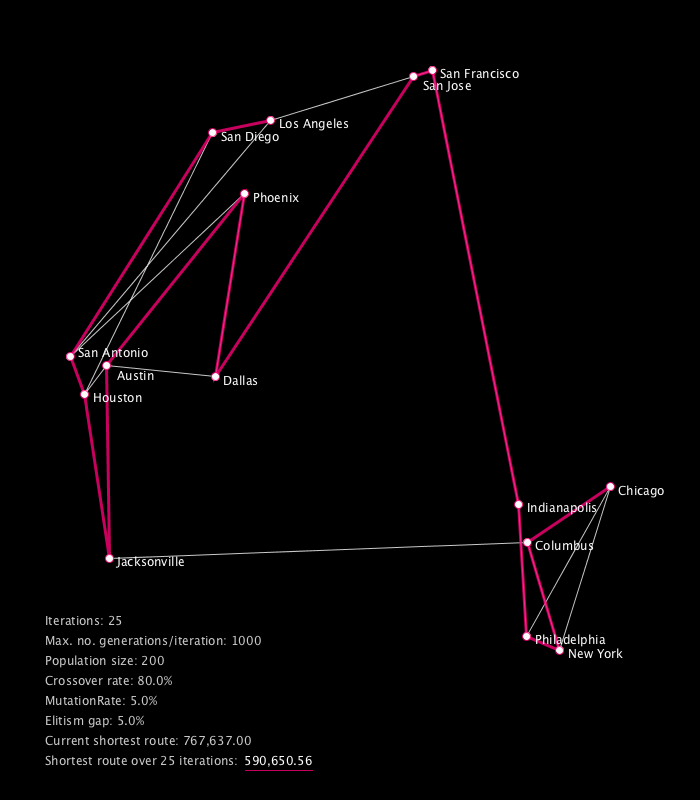 San Francisco
San Jose
Los Angeles
San Diego
Phoenix
San Antonio
Austin
Dallas
Houston
Chicago
Indianapolis
Columbus
Jacksonville
Philadelphia
New York
Iterations: 25
Max. no. generations/iteration: 1000
Population size: 200
Crossover rate: 80.0%
MutationRate: 5.0%
Elitism gap: 5.0%
Current shortest route: 767,637.00
Shortest route over 25 iterations: 590,650.56